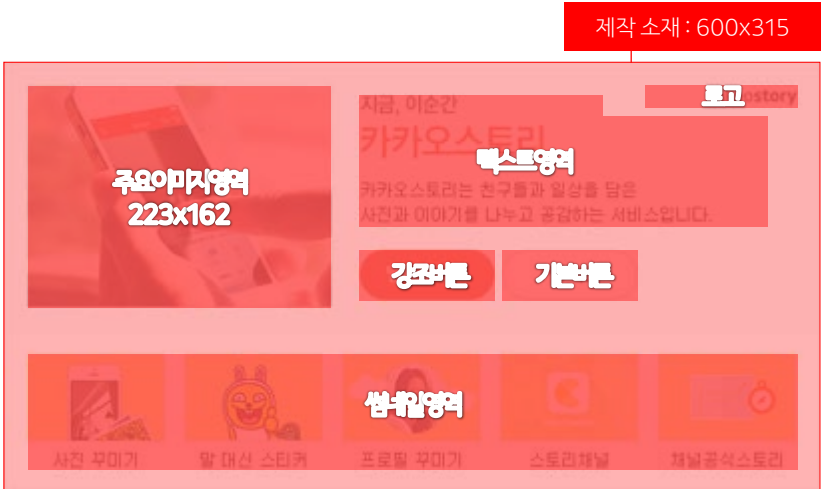 제작 소재 : 600x315
로고
ostory
지금, 이순간
카카오스토리
텍스트영역
카카오스토리는 친구들과 일상을 담은
사진과 이야기를 나누고 공감하는 서비스입니다.
주요이미지영역
223x162
강조버튼
기본버튼
썸네일영역
사진 꾸미기
말 대신 스티커
프로필 꾸미기
스토리채널
채널공식스토리